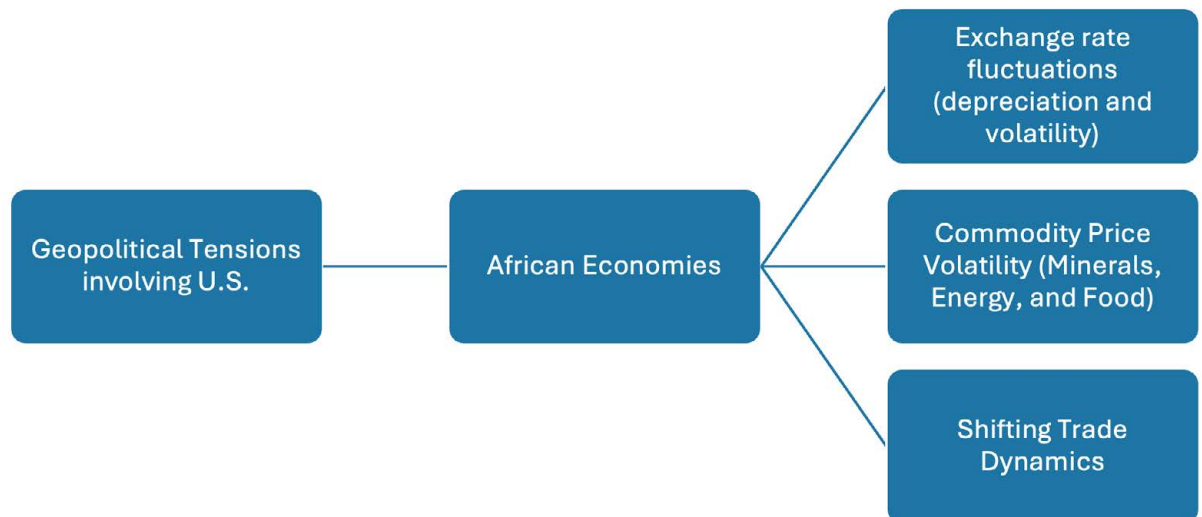 Geopolitical Tensions
involving U.S.
African Economies
Exchange rate
fluctuations
(depreciation and
volatility)
Commodity Price
Volatility (Minerals,
Energy, and Food)
Shifting Trade
Dynamics